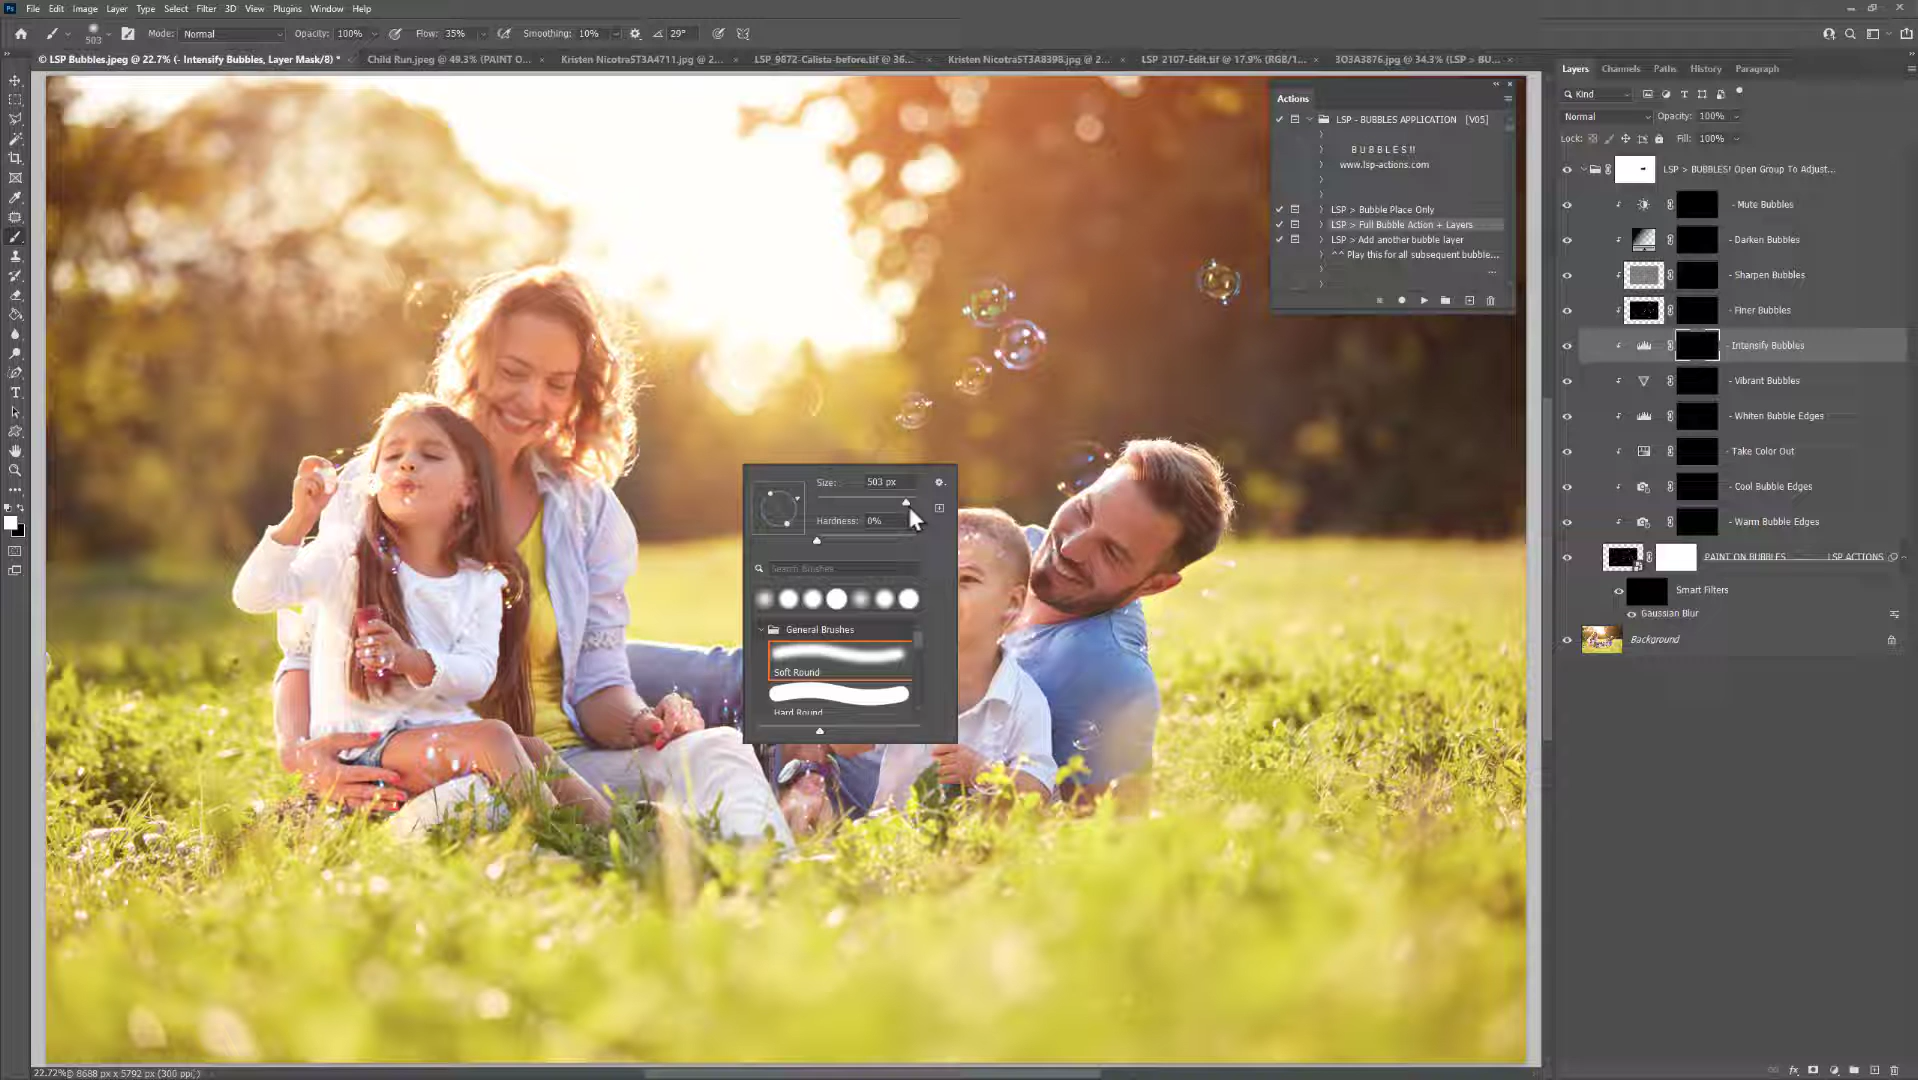 Ps File Edit Image Layer Type Select Filter 3D View Plugins Window Help
503 Mode: Normal Opacity: 100% Flow: 35% Smoothing: 10% 29°
© LSP Bubbles.jpeg @ 22.7% (- Intensify Bubbles, Layer Mask/8) * Child Run.jpeg @ 49.3% (PAINT O... Kristen NicotraST3A4711.jpg @ 2... LSP_9872-Calista-before.tif @ 36... Kristen NicotraST3A8398.jpg @ 2... LSP_2107-Edit.tif @ 17.9% (RGB/1... 3O3A3876.jpg @ 34.3% (LSP > BU...
Actions
LSP - BUBBLES APPLICATION [V05]
B U B B L E S !!
www.lsp-actions.com
LSP > Bubble Place Only
LSP > Full Bubble Action + Layers
LSP > Add another bubble layer
^^ Play this for all subsequent bubble...
...
Size: 503 px
Hardness: 0%
Search Brushes
General Brushes
Soft Round
Hard Round
Layers Channels Paths History Paragraph
Kind
Normal Opacity: 100%
Lock: Fill: 100%
LSP > BUBBLES! Open Group To Adjust...
- Mute Bubbles
- Darken Bubbles
- Sharpen Bubbles
- Finer Bubbles
- Intensify Bubbles
- Vibrant Bubbles
- Whiten Bubble Edges
- Take Color Out
- Cool Bubble Edges
- Warm Bubble Edges
PAINT ON BUBBLES LSP ACTIONS
Smart Filters
Gaussian Blur
Background
fx
22.72% 8688 px x 5792 px (300 ppi)